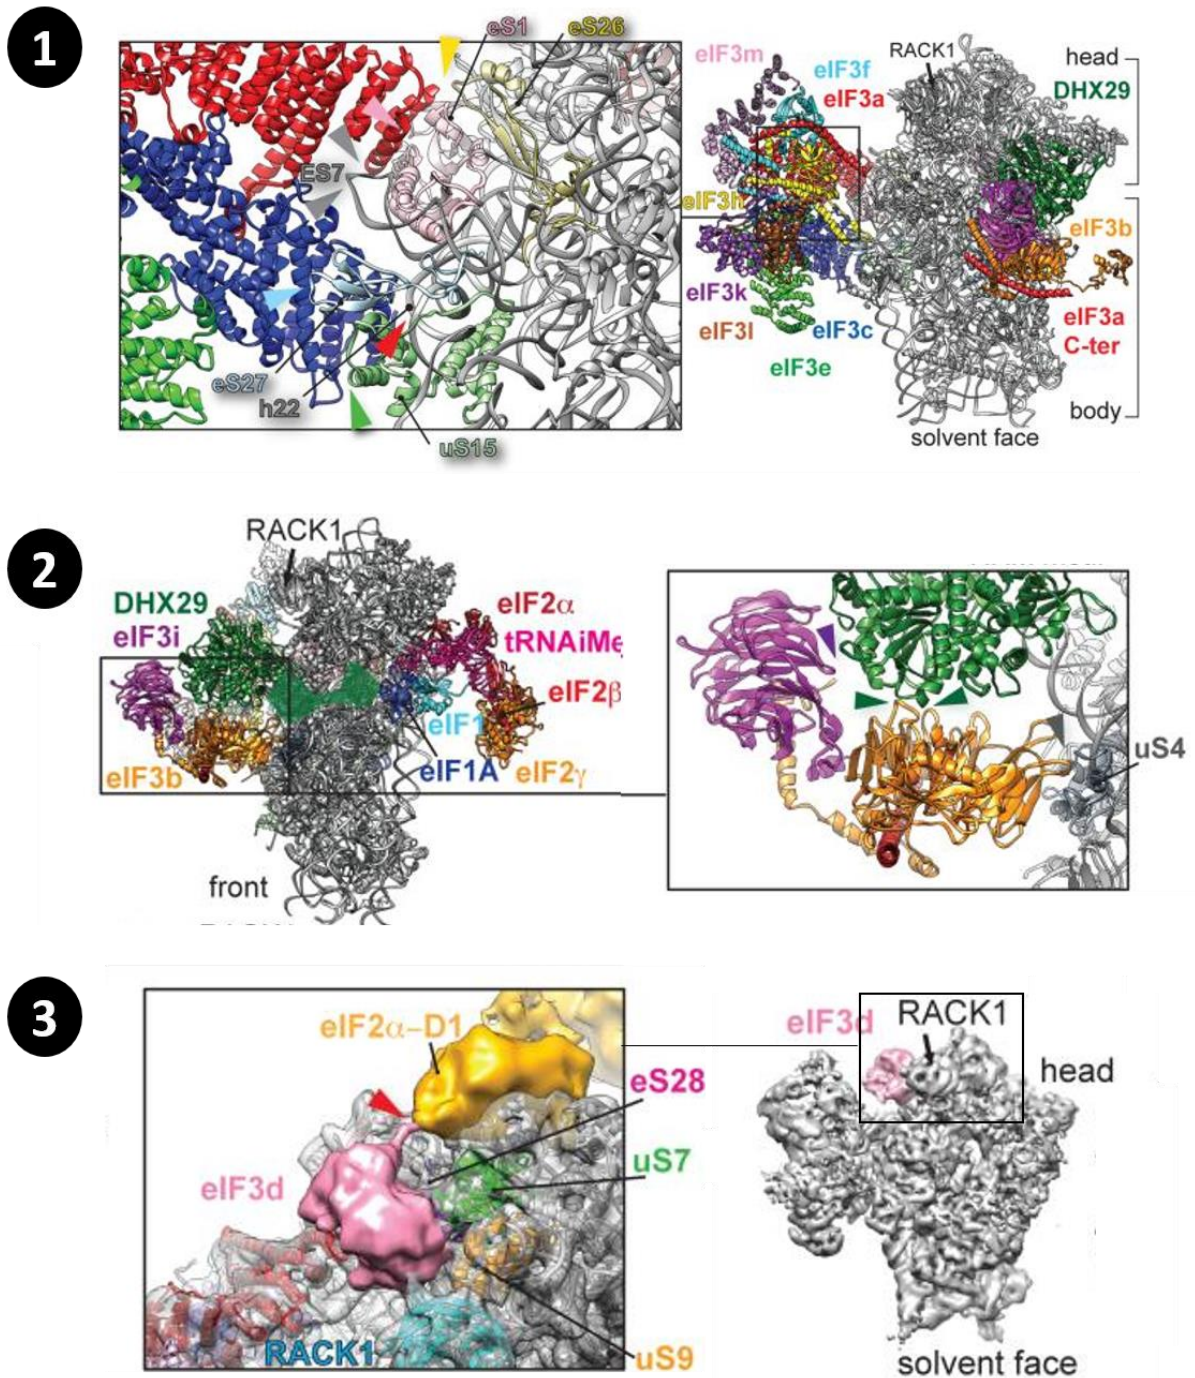 1
eS1
eS26
ES7
eS27
h22
uS15
eIF3m
eIF3f
eIF3a
RACK1
head
DHX29
eIF3h
eIF3b
eIF3k
eIF3l
eIF3c
eIF3e
eIF3a
C-ter
body
solvent face
2
RACK1
DHX29
eIF3i
eIF2α
tRNAiMe
eIF2β
eIF1
eIF3b
eIF1A
eIF2γ
front
uS4
3
eIF2α-D1
eS28
uS7
eIF3d
RACK1
uS9
eIF3d
RACK1
head
solvent face